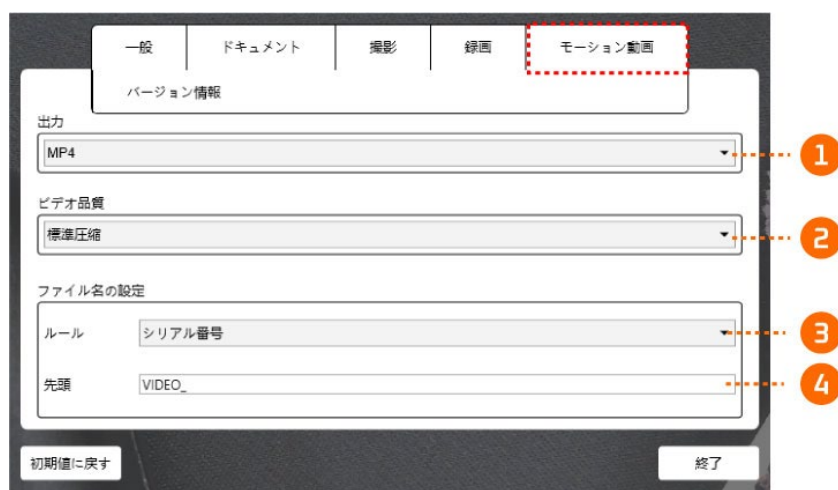 一般 ドキュメント 撮影 録画 モーション動画
バージョン情報
出力
MP4
1
ビデオ品質
標準圧縮
2
ファイル名の設定
ルール シリアル番号
3
先頭 VIDEO_
4
初期値に戻す 終了